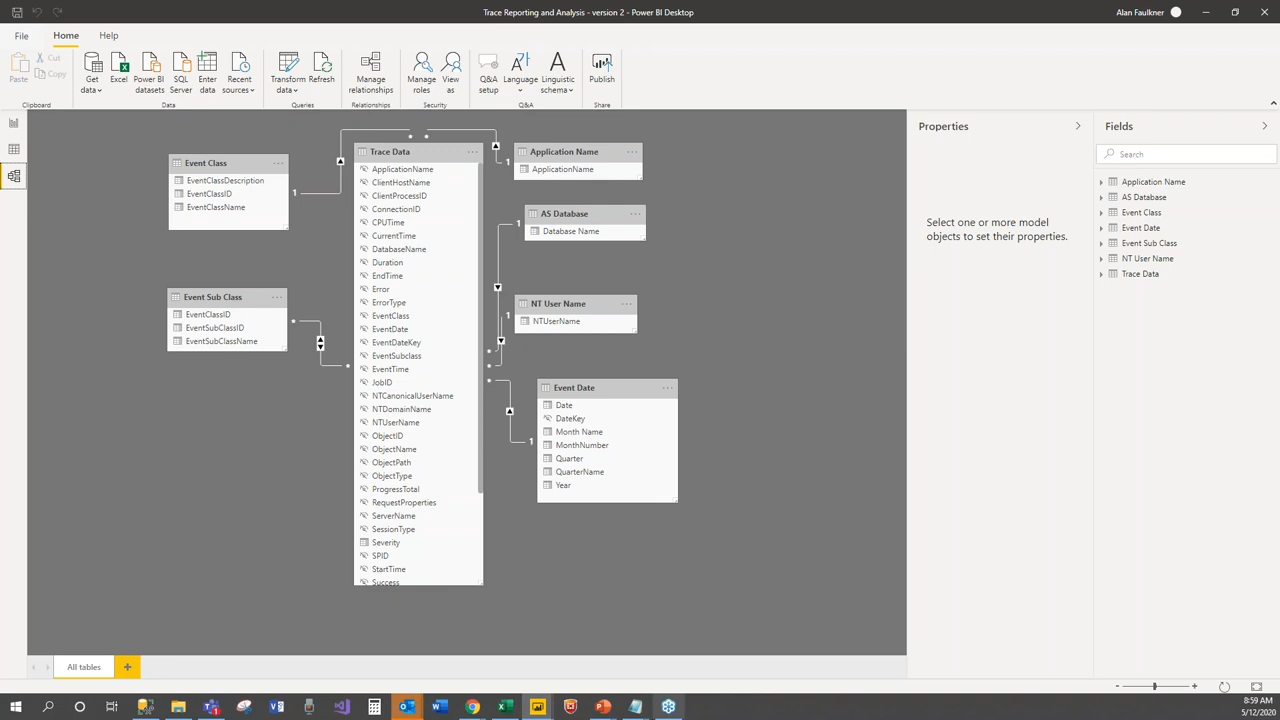 Trace Reporting and Analysis - version 2 - Power BI Desktop
Alan Faulkner
File
Home
Help
Paste
Cut
Copy
Get data
Excel
Power BI datasets
SQL Server
Enter data
Recent sources
Transform data
Refresh
Manage relationships
Manage roles
View as
Q&A setup
Language
Linguistic schema
Publish
Clipboard
Data
Queries
Relationships
Security
Q&A
Share
Event Class
EventClassDescription
EventClassID
EventClassName
1
Event Sub Class
EventClassID
EventSubClassID
EventSubClassName
Trace Data
ApplicationName
ClientHostName
ClientProcessID
ConnectionID
CPUTime
CurrentTime
DatabaseName
Duration
EndTime
Error
ErrorType
EventClass
EventDate
EventDateKey
EventSubclass
EventTime
JobID
NTCanonicalUserName
NTDomainName
NTUserName
ObjectID
ObjectName
ObjectPath
ObjectType
ProgressTotal
RequestProperties
ServerName
SessionType
Severity
SPID
StartTime
Success
1
Application Name
ApplicationName
1
AS Database
Database Name
1
NT User Name
NTUserName
1
Event Date
Date
DateKey
Month Name
MonthNumber
Quarter
QuarterName
Year
Properties
Select one or more model
objects to set their properties.
Fields
Search
Application Name
AS Database
Event Class
Event Date
Event Sub Class
NT User Name
Trace Data
All tables
8:59 AM
5/12/2020